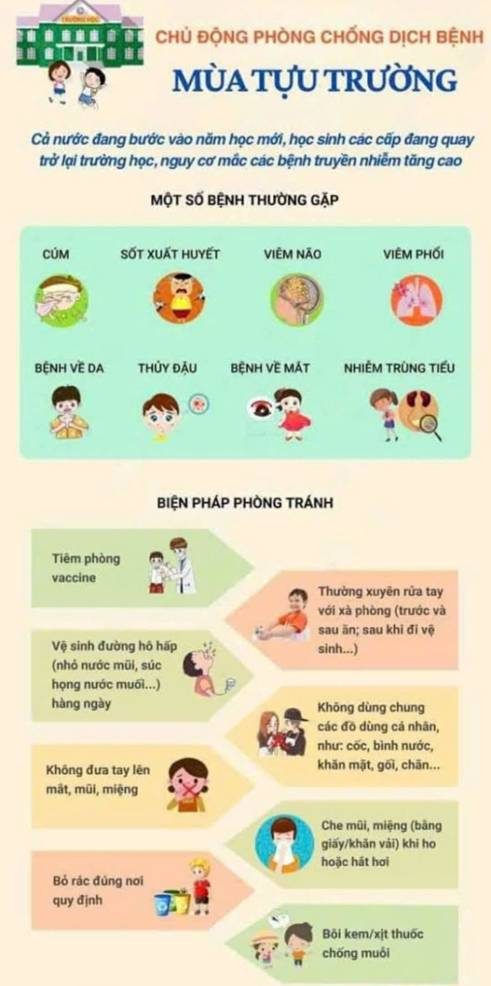 TRƯỜNG HỌC
CHỦ ĐỘNG PHÒNG CHỐNG DỊCH BỆNH
MÙA TỰU TRƯỜNG
Cả nước đang bước vào năm học mới, học sinh các cấp đang quay
trở lại trường học, nguy cơ mắc các bệnh truyền nhiễm tăng cao
MỘT SỐ BỆNH THƯỜNG GẶP
CÚM
SỐT XUẤT HUYẾT
VIÊM NÃO
VIÊM PHỔI
BỆNH VỀ DA
THỦY ĐẬU
BỆNH VỀ MẮT
NHIỄM TRÙNG TIỂU
BIỆN PHÁP PHÒNG TRÁNH
Tiêm phòng
vaccine
Thường xuyên rửa tay
với xà phòng (trước và
sau ăn; sau khi đi vệ
sinh...)
Vệ sinh đường hô hấp
(nhỏ nước mũi, súc
họng nước muối...)
hàng ngày
Không dùng chung
các đồ dùng cá nhân,
như: cốc, bình nước,
khăn mặt, gối, chăn...
Không đưa tay lên
mắt, mũi, miệng
Che mũi, miệng (bằng
giấy/khăn vải) khi ho
hoặc hắt hơi
Bỏ rác đúng nơi
quy định
Bôi kem/xịt thuốc
chống muỗi